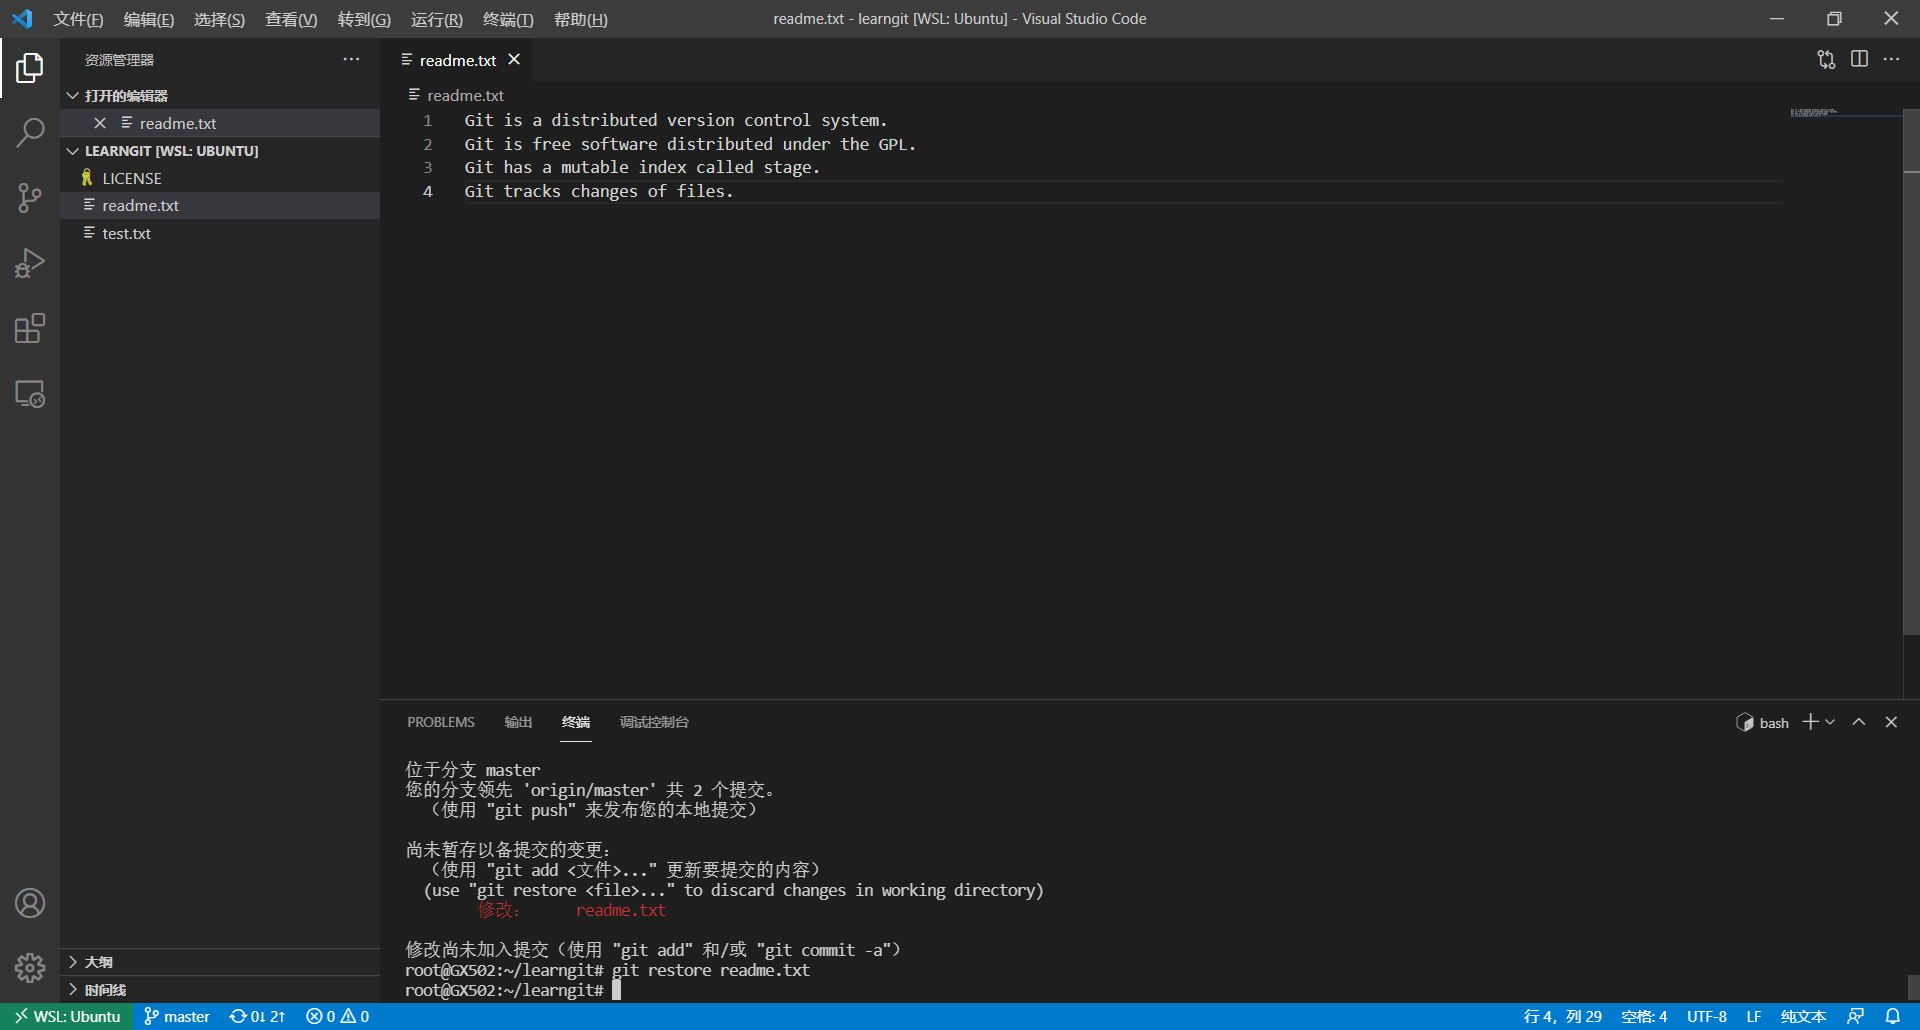 文件(F) 编辑(E) 选择(S) 查看(V) 转到(G) 运行(R) 终端(T) 帮助(H) readme.txt - learngit [WSL: Ubuntu] - Visual Studio Code
资源管理器
打开的编辑器
readme.txt
LEARNGIT [WSL: UBUNTU]
LICENSE
readme.txt
test.txt
大纲
时间线
readme.txt
readme.txt
1 Git is a distributed version control system.
2 Git is free software distributed under the GPL.
3 Git has a mutable index called stage.
4 Git tracks changes of files.
PROBLEMS 输出 终端 调试控制台 bash
位于分支 master
您的分支领先 'origin/master' 共 2 个提交。
（使用 "git push" 来发布您的本地提交）
尚未暂存以备提交的变更：
（使用 "git add <文件>..." 更新要提交的内容）
(use "git restore <file>..." to discard changes in working directory)
修改： readme.txt
修改尚未加入提交（使用 "git add" 和/或 "git commit -a"）
root@GX502:~/learngit# git restore readme.txt
root@GX502:~/learngit#
WSL: Ubuntu master 0↓ 2↑ 0 0 行 4，列 29 空格: 4 UTF-8 LF 纯文本